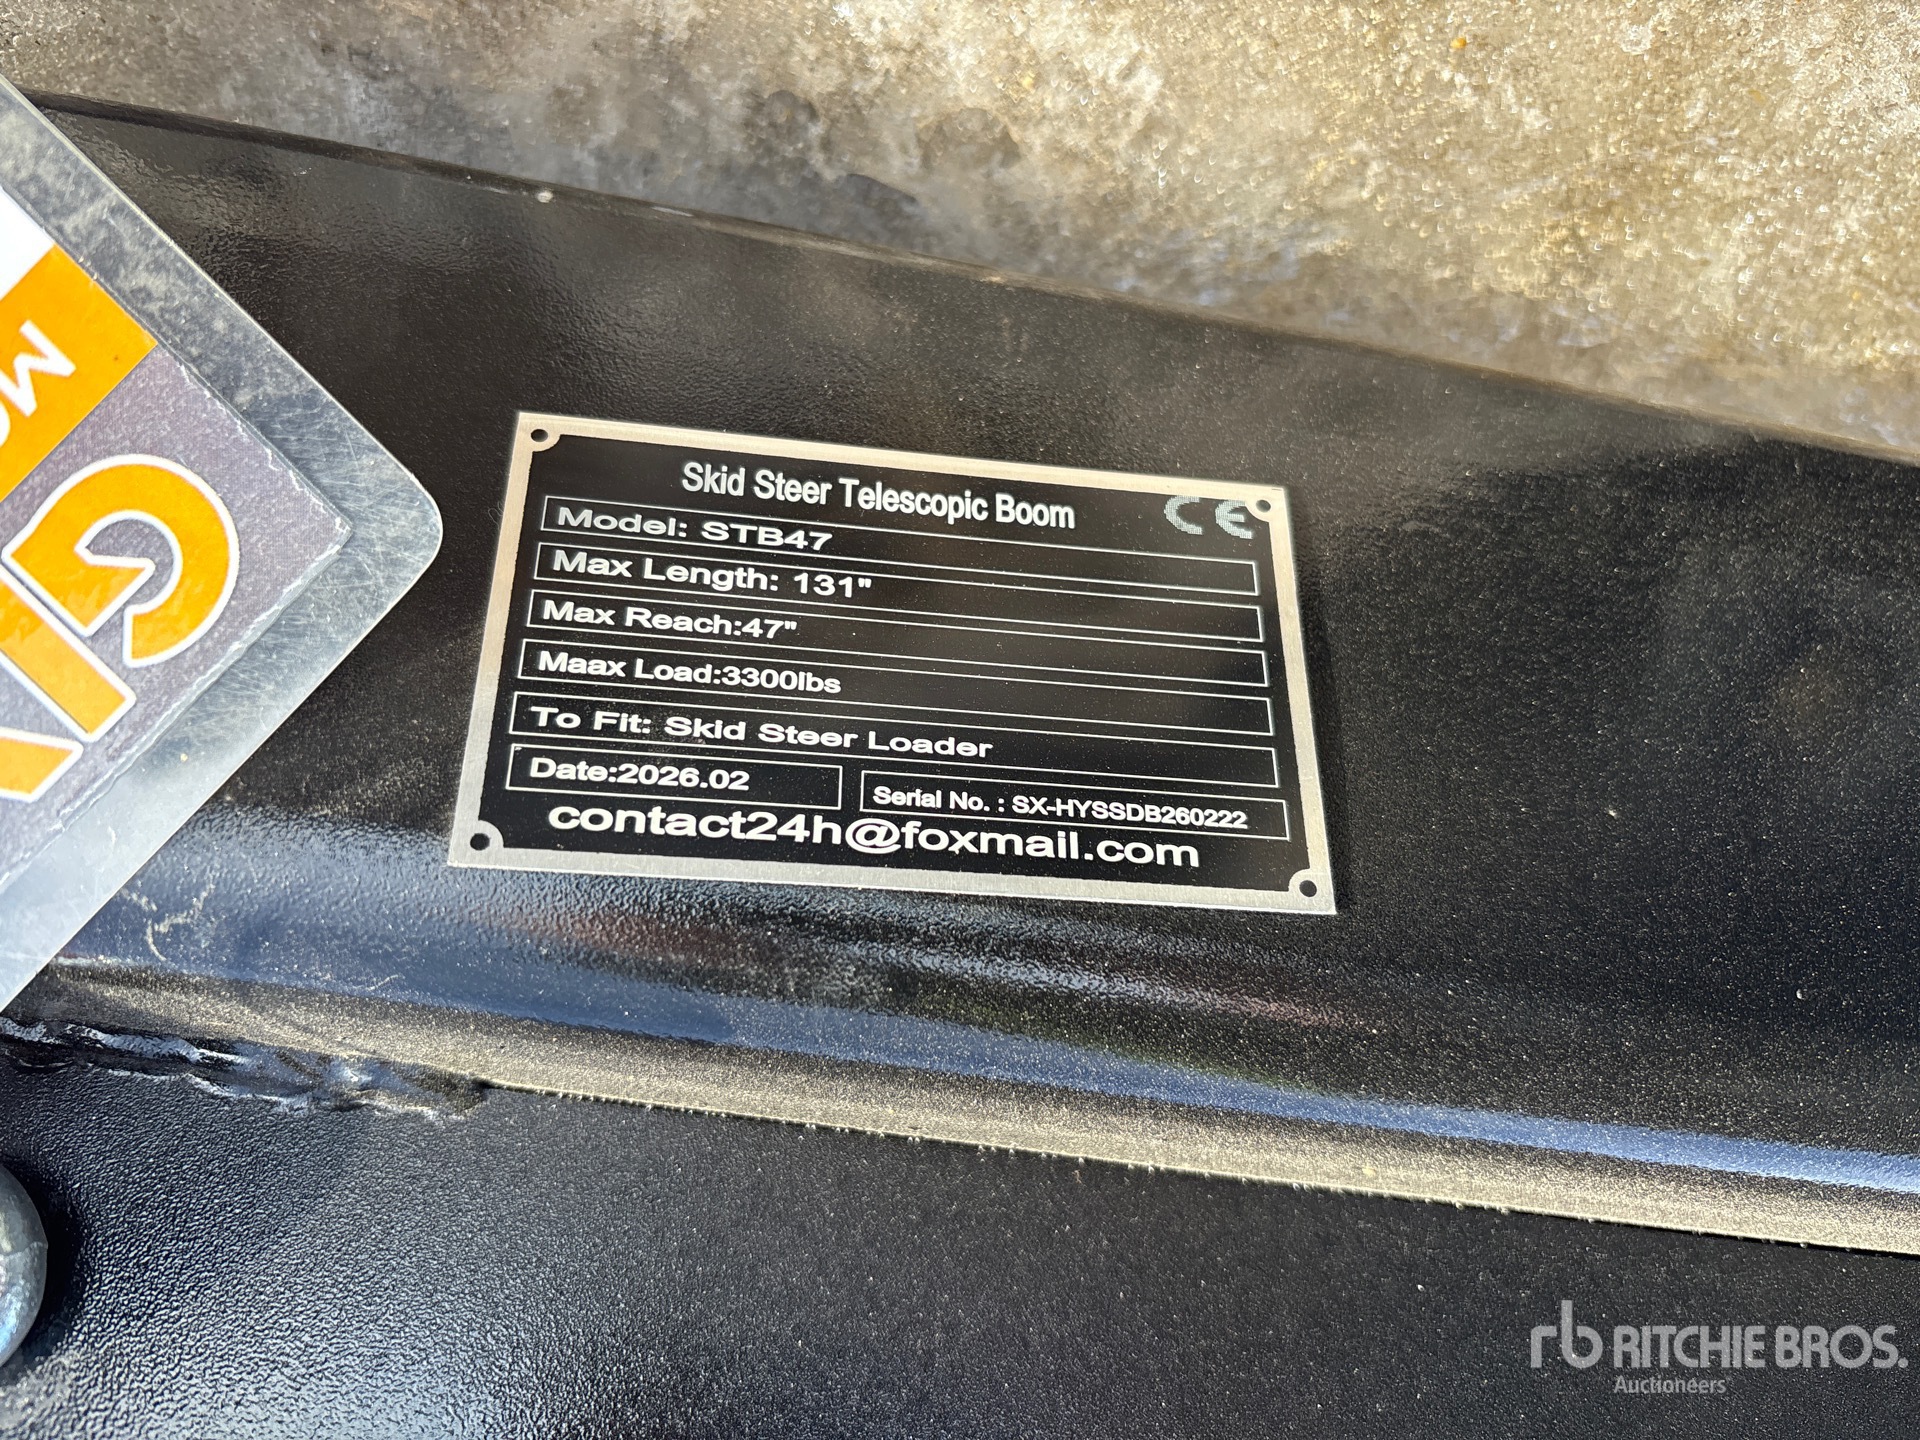 Skid Steer Telescopic Boom
CE
Model: STB47
Max Length: 131"
Max Reach:47"
Maax Load:3300lbs
To Fit: Skid Steer Loader
Date:2026.02
Serial No. : SX-HYSSDB260222
contact24h@foxmail.com
rb RITCHIE BROS.
Auctioneers